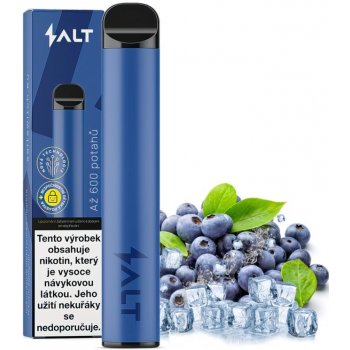 SALT
Až 600 potahů
Tento výrobek
obsahuje
nikotin, který
je vysoce
návykovou
látkou. Jeho
užití nekuřáky
se nedoporučuje.
SALT